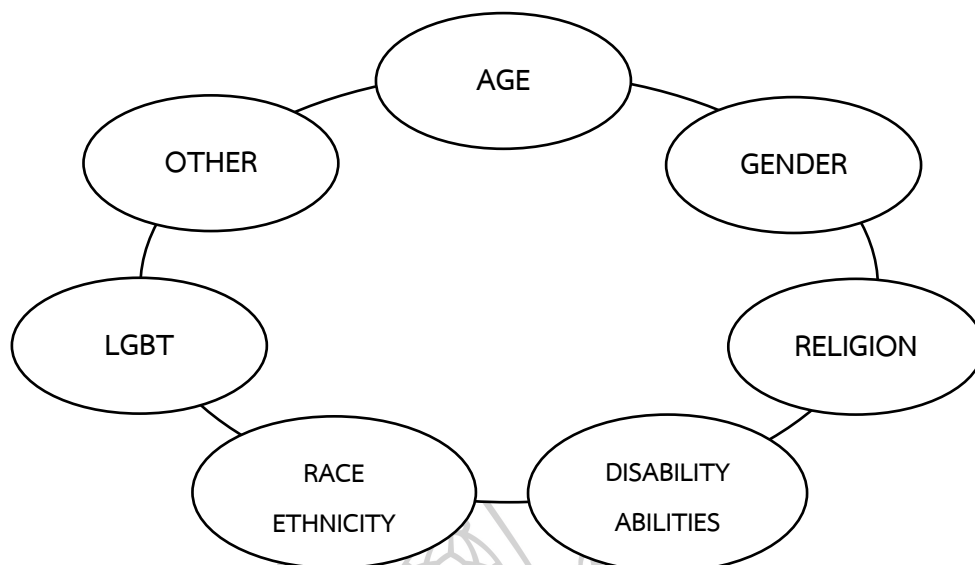 AGE
OTHER
GENDER
LGBT
RELIGION
RACE
ETHNICITY
DISABILITY
ABILITIES